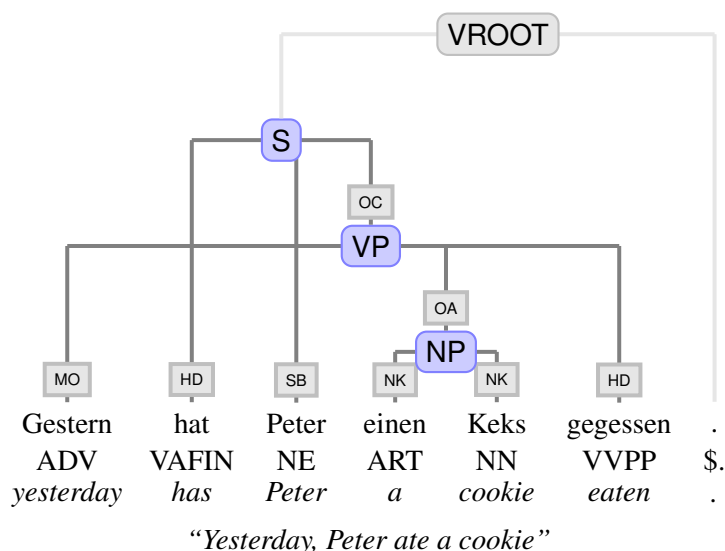 VROOT
S
OC
VP
OA
NP
MO HD SB NK NK HD
Gestern hat Peter einen Keks gegessen .
ADV VAFIN NE ART NN VVPP $.
yesterday has Peter a cookie eaten .
“Yesterday, Peter ate a cookie”